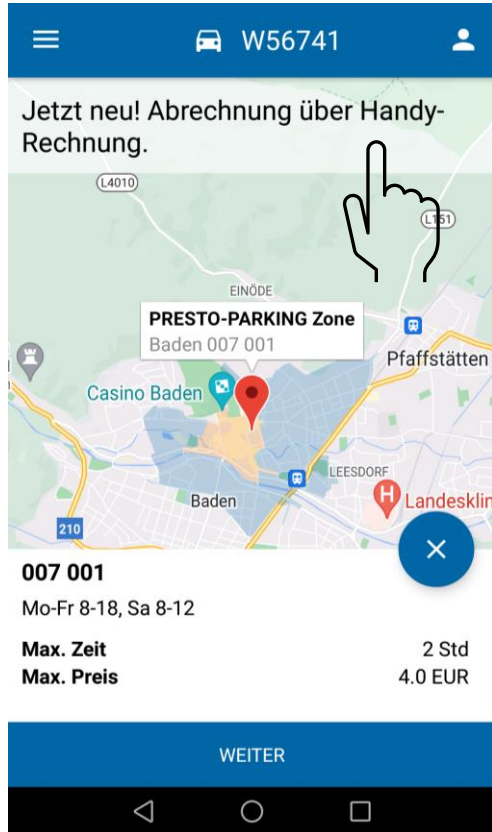 W56741
Jetzt neu! Abrechnung über Handy-
Rechnung.
L4010
L151
EINÖDE
PRESTO-PARKING Zone
Baden 007 001
Pfaffstätten
Casino Baden
LEESDORF
H
Baden
Landesklin
210
007 001
Mo-Fr 8-18, Sa 8-12
Max. Zeit 2 Std
Max. Preis 4.0 EUR
WEITER